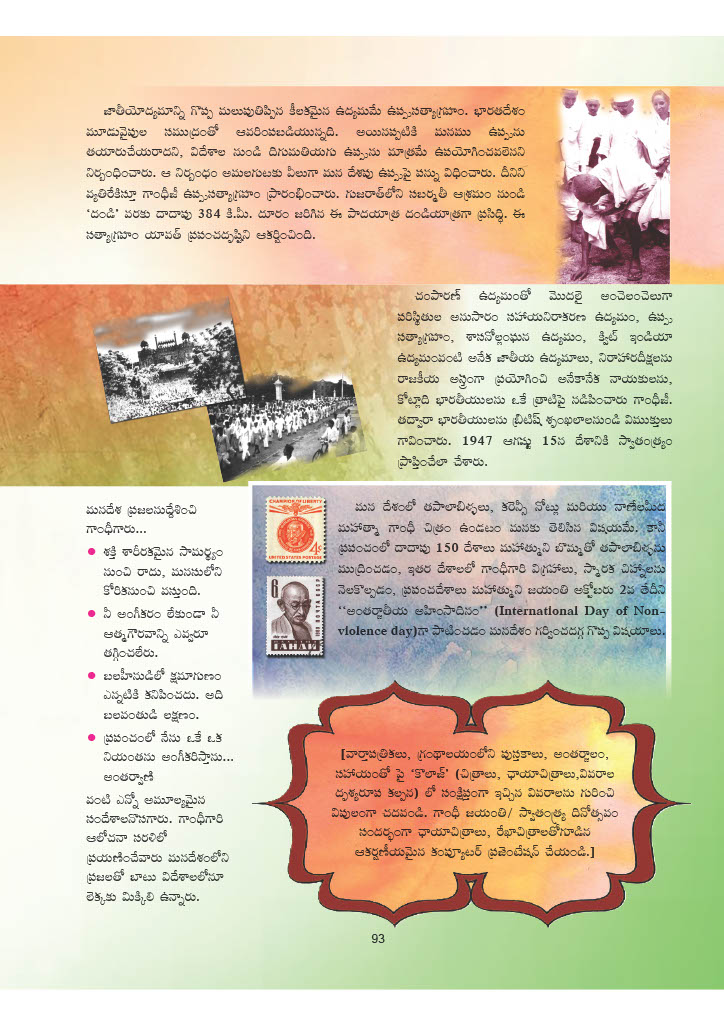 జాతీయోద్యమాన్ని గొప్ప మలుపుతిప్పిన కీలకమైన ఉద్యమమే ఉప్పుసత్యాగ్రహం. భారతదేశం
మూడువైపుల సముద్రంతో ఆవరింపబడియున్నది. అయినప్పటికీ మనము ఉప్పును
తయారుచేయరాదని, విదేశాల నుండి దిగుమతియగు ఉప్పును మాత్రమే ఉపయోగించవలెనని
నిర్బంధించారు. ఆ నిర్బంధం అమలగుటకు వీలుగా మన దేశపు ఉప్పుపై పన్ను విధించారు. దీనిని
వ్యతిరేకిస్తూ గాంధీజీ ఉప్పుసత్యాగ్రహం ప్రారంభించారు. గుజరాత్‌లోని సబర్మతీ ఆశ్రమం నుండి
‘దండి’ వరకు దాదాపు 384 కి.మీ. దూరం జరిగిన ఈ పాదయాత్ర దండియాత్రగా ప్రసిద్ధి. ఈ
సత్యాగ్రహం యావత్ ప్రపంచదృష్టిని ఆకర్షించింది.
చంపారణ్ ఉద్యమంతో మొదలై అంచెలంచెలుగా
పరిస్థితుల అనుసారం సహాయనిరాకరణ ఉద్యమం, ఉప్పు
సత్యాగ్రహం, శాసనోల్లంఘన ఉద్యమం, క్విట్ ఇండియా
ఉద్యమంవంటి అనేక జాతీయ ఉద్యమాలు, నిరాహారదీక్షలను
రాజకీయ అస్త్రంగా ప్రయోగించి అనేకానేక నాయకులను,
కోట్లాది భారతీయులను ఒకే త్రాటిపై నడిపించారు గాంధీజీ.
తద్వారా భారతీయులను బ్రిటిష్ శృంఖలాలనుండి విముక్తులు
గావించారు. 1947 ఆగష్టు 15న దేశానికి స్వాతంత్ర్యం
ప్రాప్తించేలా చేశారు.
మనదేశ ప్రజలనుద్దేశించి
గాంధీగారు...
● శక్తి శారీరకమైన సామర్థ్యం
నుంచి రాదు, మనసులోని
కోరికనుంచి వస్తుంది.
● నీ అంగీకరం లేకుండా నీ
ఆత్మగౌరవాన్ని ఎవ్వరూ
తగ్గించలేరు.
● బలహీనుడిలో క్షమాగుణం
ఎన్నటికి కనిపించదు. అది
బలవంతుడి లక్షణం.
● ప్రపంచంలో నేను ఒకే ఒక
నియంతను అంగీకరిస్తాను...
అంతర్వాణి
వంటి ఎన్నో అమూల్యమైన
సందేశాలనొసగారు. గాంధీగారి
ఆలోచనా సరళిలో
ప్రయణించేవారు మనదేశంలోని
ప్రజలతో బాటు విదేశాలలోనూ
లెక్కకు మిక్కిలి ఉన్నారు.
CHAMPION OF LIBERTY
4¢
UNITED STATES POSTAGE
6
మన దేశంలో తపాలాబిళ్ళలు, కరెన్సీ నోట్లు మరియు నాణేలమీద
మహాత్మా గాంధీ చిత్రం ఉండటం మనకు తెలిసిన విషయమే. కానీ
ప్రపంచంలో దాదాపు 150 దేశాలు మహాత్ముని బొమ్మతో తపాలాబిళ్ళను
ముద్రించడం, ఇతర దేశాలలో గాంధీగారి విగ్రహాలు, స్మారక చిహ్నాలను
నెలకొల్పడం, ప్రపంచదేశాలు మహాత్ముని జయంతి అక్టోబరు 2వ తేదీని
‘‘అంతర్జాతీయ అహింసాదినం’’ (International Day of Non-
violence day)గా పాటించడం మనదేశం గర్వించదగ్గ గొప్ప విషయాలు.
[వార్తాపత్రికలు, గ్రంథాలయంలోని పుస్తకాలు, అంతర్జాలం,
సహాయంతో పై ‘కొలాజ్’ (చిత్రాలు, ఛాయాచిత్రాలు,వివరాల
దృశ్యరూప కల్పన) లో సంక్షిప్తంగా ఇచ్చిన వివరాలను గురించి
విపులంగా చదవండి. గాంధీ జయంతి/ స్వాతంత్ర్య దినోత్సవం
సందర్భంగా ఛాయాచిత్రాలు, రేఖాచిత్రాలతోగూడిన
ఆకర్షణీయమైన కంప్యూటర్ ప్రజెంటేషన్ చేయండి.]
93